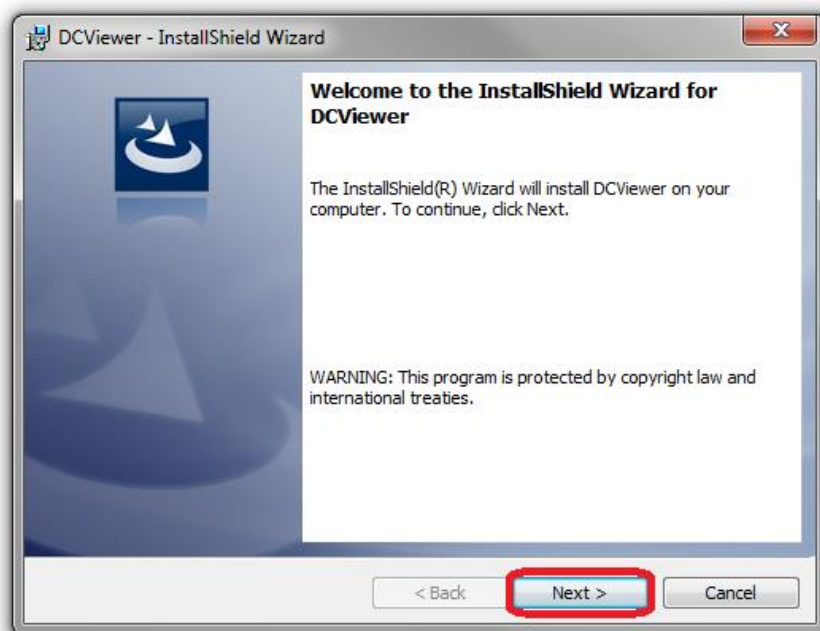 DCViewer - InstallShield Wizard
Welcome to the InstallShield Wizard for
DCViewer
The InstallShield(R) Wizard will install DCViewer on your
computer. To continue, click Next.
WARNING: This program is protected by copyright law and
international treaties.
< Back Next > Cancel